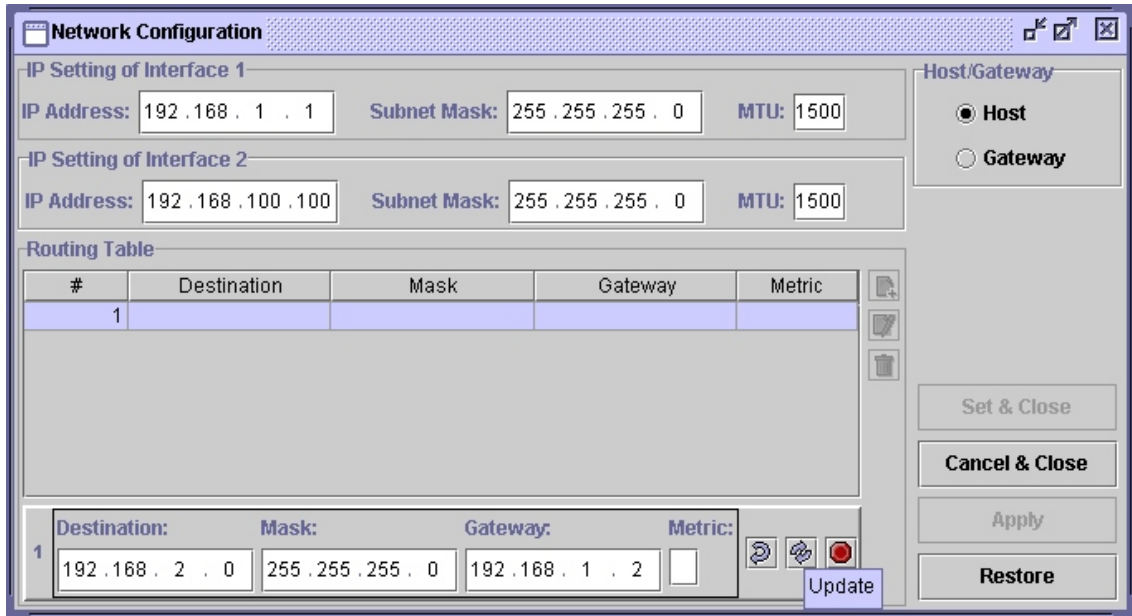 Network Configuration
IP Setting of Interface 1
Host/Gateway
IP Address: 192.168. 1 . 1 Subnet Mask: 255.255.255. 0 MTU: 1500
Host
Gateway
IP Setting of Interface 2
IP Address: 192.168.100.100 Subnet Mask: 255.255.255. 0 MTU: 1500
Routing Table
# Destination Mask Gateway Metric
1
Set & Close
Cancel & Close
Apply
Restore
Destination: Mask: Gateway: Metric:
1 192.168. 2 . 0 255.255.255. 0 192.168. 1 . 2
Update